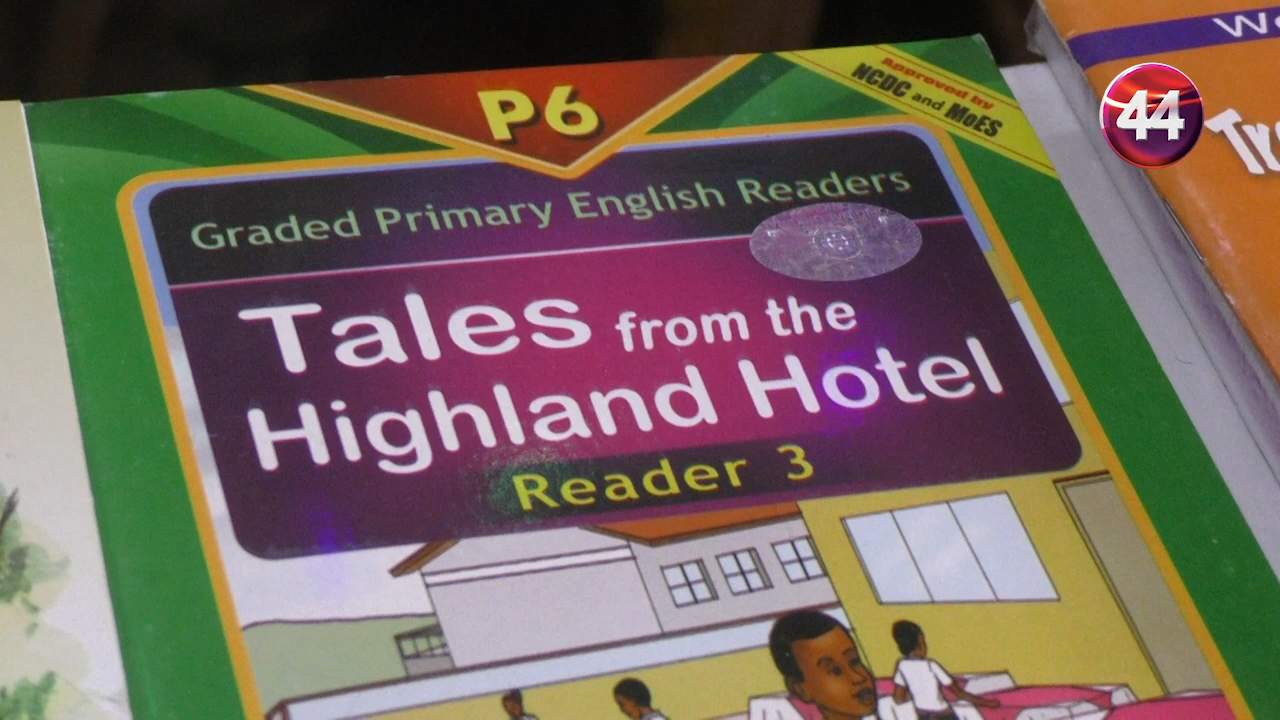 P6
Approved by
NCDC and MoES
Graded Primary English Readers
Tales from the
Highland Hotel
Reader 3
44